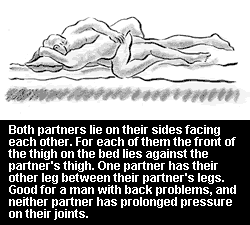 Both partners lie on their sides facing
each other. For each of them the front of
the thigh on the bed lies against the
partner's thigh. One partner has their
other leg between their partner's legs.
Good for a man with back problems, and
neither partner has prolonged pressure
on their joints.